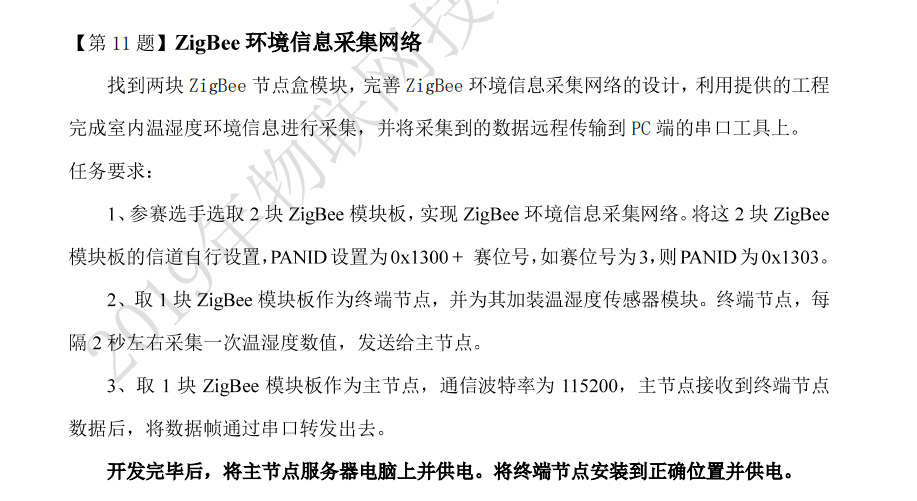 【第 11 题】ZigBee 环境信息采集网络
找到两块 ZigBee 节点盒模块，完善 ZigBee 环境信息采集网络的设计，利用提供的工程
完成室内温湿度环境信息进行采集，并将采集到的数据远程传输到 PC 端的串口工具上。
任务要求：
1、参赛选手选取 2 块 ZigBee 模块板，实现 ZigBee 环境信息采集网络。将这 2 块 ZigBee
模块板的信道自行设置，PANID 设置为 0x1300 + 赛位号，如赛位号为 3，则 PANID 为 0x1303。
2、取 1 块 ZigBee 模块板作为终端节点，并为其加装温湿度传感器模块。终端节点，每
隔 2 秒左右采集一次温湿度数值，发送给主节点。
3、取 1 块 ZigBee 模块板作为主节点，通信波特率为 115200，主节点接收到终端节点
数据后，将数据帧通过串口转发出去。
开发完毕后，将主节点服务器电脑上并供电。将终端节点安装到正确位置并供电。
2019年物联网技